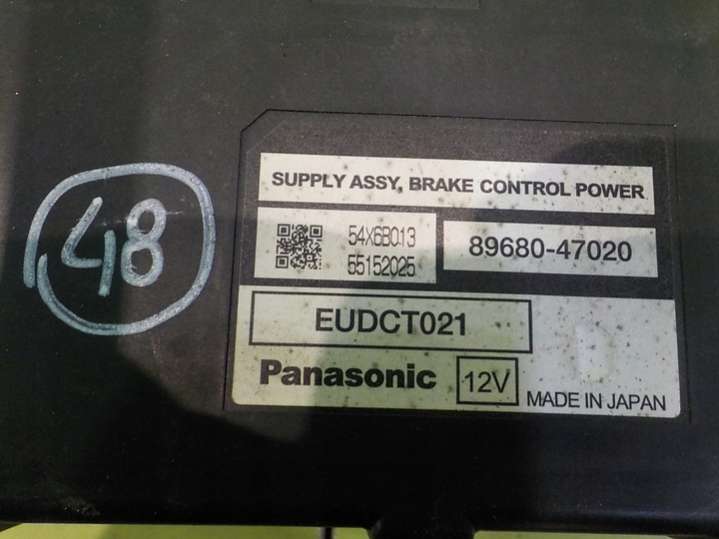 48
SUPPLY ASSY, BRAKE CONTROL POWER
54X6B013
55152025
89680-47020
EUDCT021
Panasonic
12V
MADE IN JAPAN